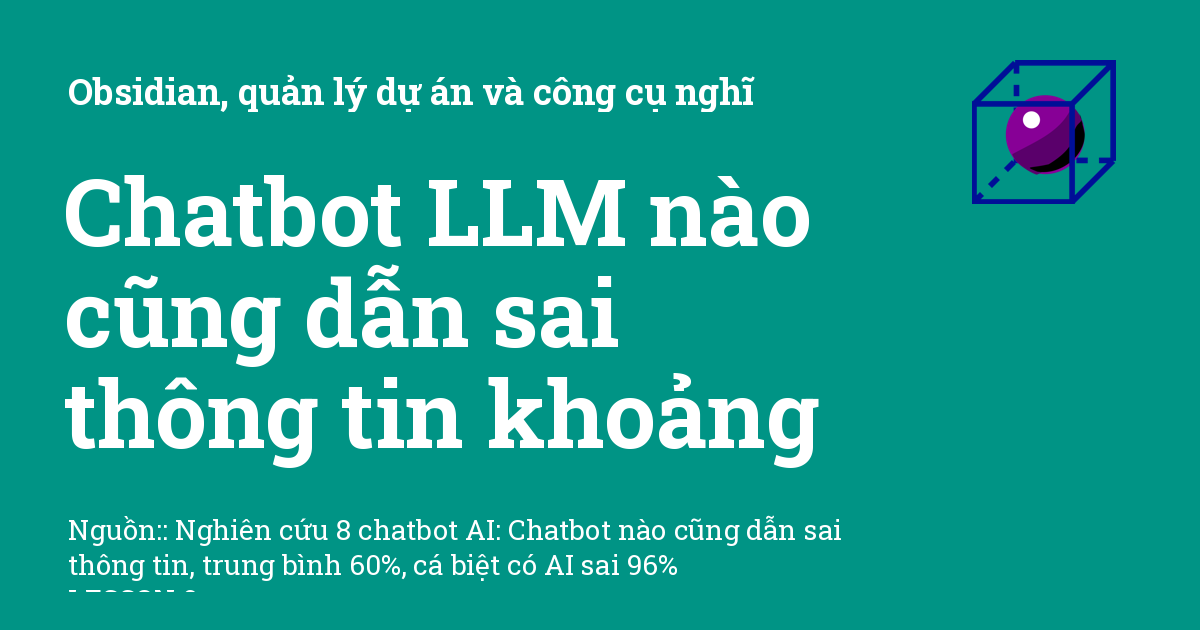 Obsidian, quản lý dự án và công cụ nghĩ
Chatbot LLM nào
cũng dẫn sai
thông tin khoảng
Nguồn:: Nghiên cứu 8 chatbot AI: Chatbot nào cũng dẫn sai
thông tin, trung bình 60%, cá biệt có AI sai 96%